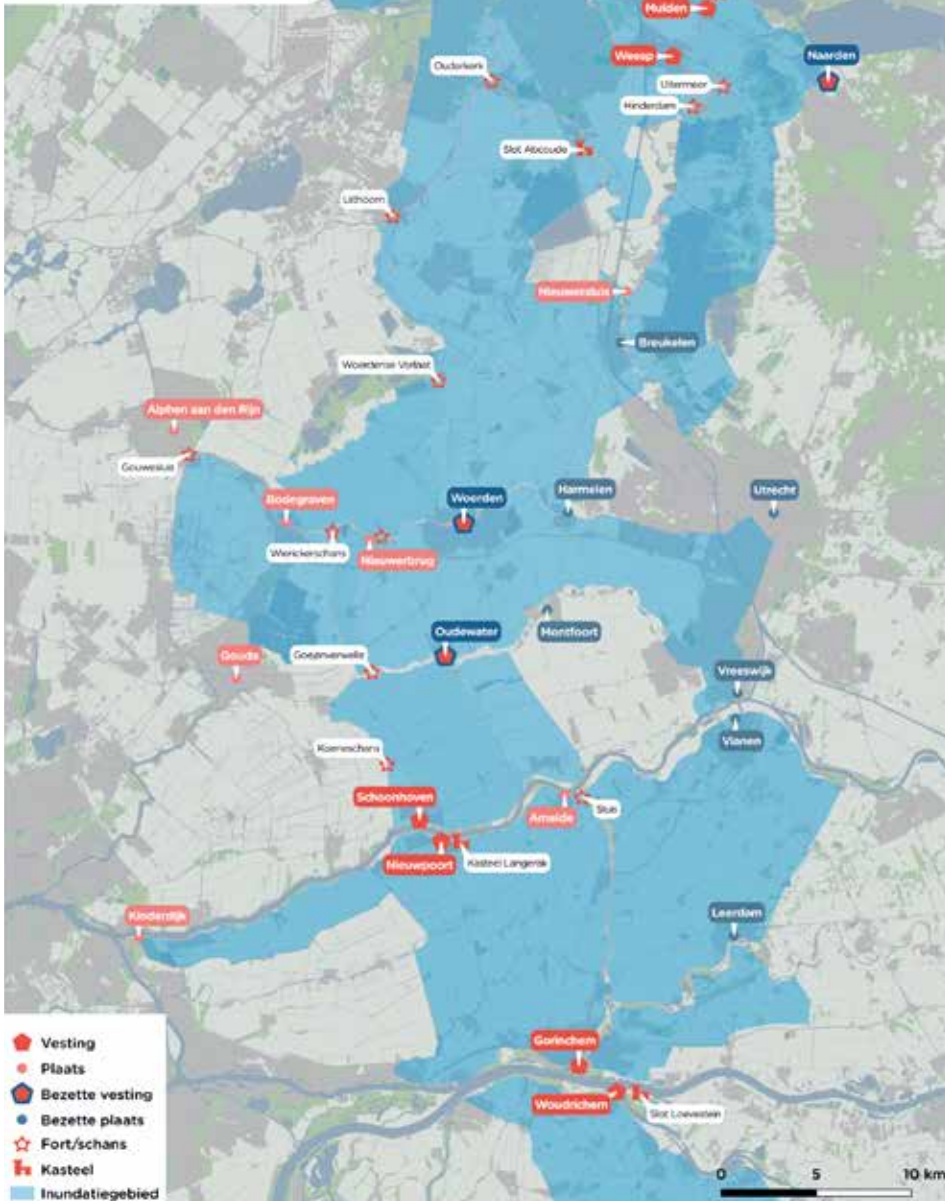 Muiden
Weesp
Naarden
Ouderkerk
Uitermeer
Hinderdam
Slot Abcoude
Uithoorn
Nieuwersluis
Breukelen
Woerdense Verlaat
Alphen aan den Rijn
Gouwesluis
Bodegraven
Woerden
Harmelen
Utrecht
Wierickerschans
Nieuwerbrug
Montfoort
Oudewater
Gouda
Goejanverwelle
Vreeswijk
Vianen
Schoonhoven
Ameide
Sluis
Nieuwpoort
Kasteel Langerak
Kinderdijk
Leerdam
Gorinchem
Woudrichem
Slot Loevestein
Vesting
Plaats
Bezette vesting
Bezette plaats
Fort/schans
Kasteel
Inundatiegebied
0 5 10 km